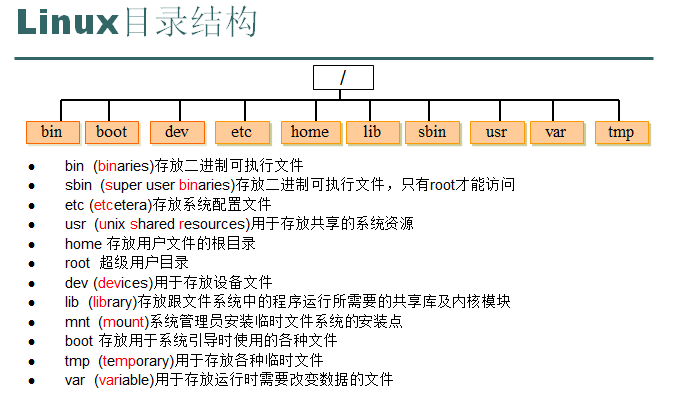 Linux目录结构
/
bin boot dev etc home lib sbin usr var tmp
● bin (binaries)存放二进制可执行文件
● sbin (super user binaries)存放二进制可执行文件，只有root才能访问
● etc (etcetera)存放系统配置文件
● usr (unix shared resources)用于存放共享的系统资源
● home 存放用户文件的根目录
● root 超级用户目录
● dev (devices)用于存放设备文件
● lib (library)存放跟文件系统中的程序运行所需要的共享库及内核模块
● mnt (mount)系统管理员安装临时文件系统的安装点
● boot 存放用于系统引导时使用的各种文件
● tmp (temporary)用于存放各种临时文件
● var (variable)用于存放运行时需要改变数据的文件